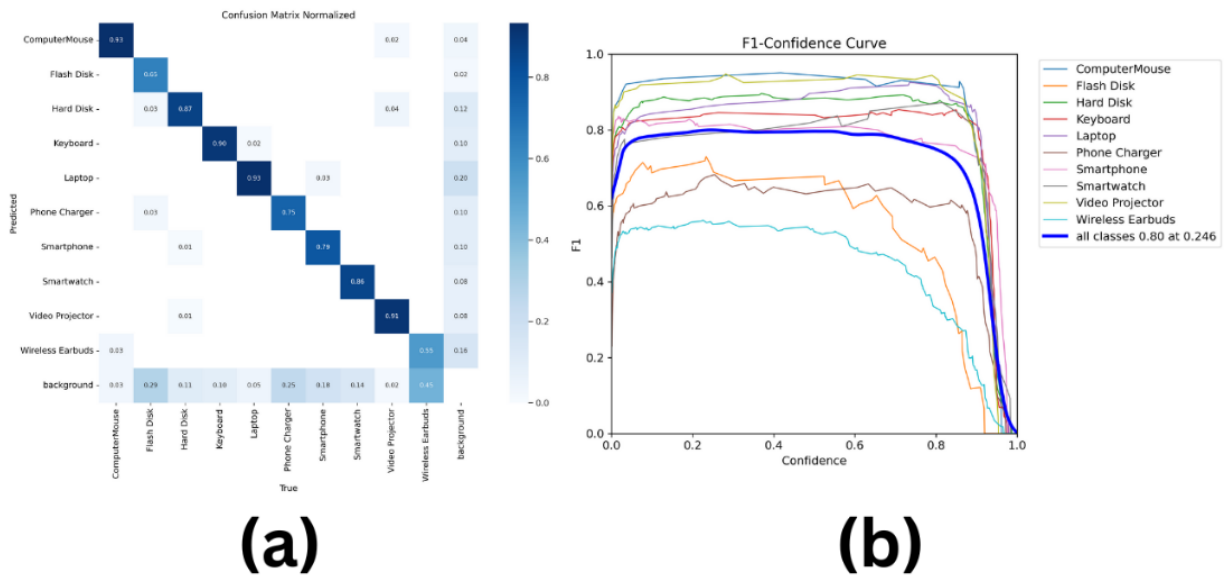 Confusion Matrix Normalized
Predicted
ComputerMouse
Flash Disk
Hard Disk
Keyboard
Laptop
Phone Charger
Smartphone
Smartwatch
Video Projector
Wireless Earbuds
background
0.93 0.02 0.04
0.65 0.02
0.03 0.87 0.04 0.12
0.90 0.02 0.10
0.93 0.03 0.20
0.03 0.75 0.10
0.01 0.79 0.10
0.86 0.08
0.01 0.91 0.08
0.03 0.55 0.16
0.03 0.29 0.11 0.10 0.05 0.25 0.18 0.14 0.02 0.45
ComputerMouse
Flash Disk
Hard Disk
Keyboard
Laptop
Phone Charger
Smartphone
Smartwatch
Video Projector
Wireless Earbuds
background
True
0.8
0.6
0.4
0.2
0.0
(a)
F1-Confidence Curve
F1
1.0
0.8
0.6
0.4
0.2
0.0
0.0 0.2 0.4 0.6 0.8 1.0
Confidence
ComputerMouse
Flash Disk
Hard Disk
Keyboard
Laptop
Phone Charger
Smartphone
Smartwatch
Video Projector
Wireless Earbuds
all classes 0.80 at 0.246
(b)